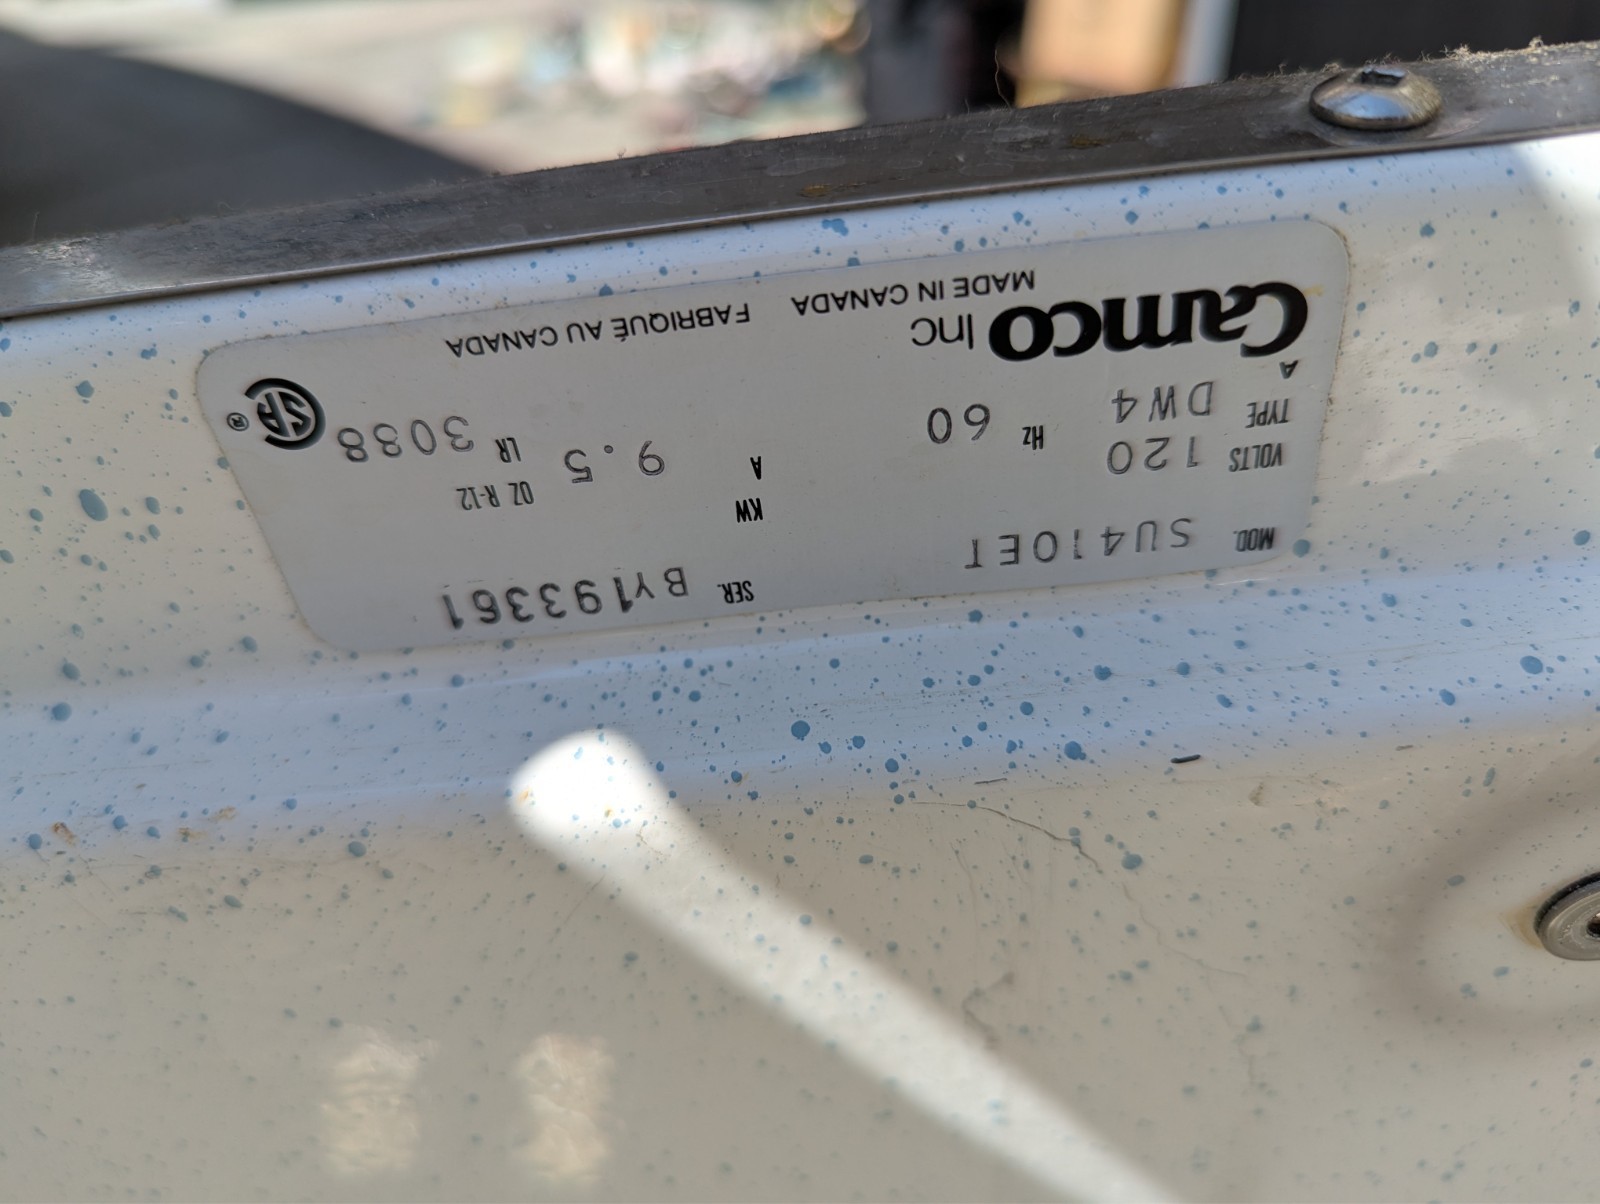 MOD. SU410ET SER. BY193361
KW OZ R-12
VOLTS 120 Hz 60 A 9.5 LR 3088
TYPE DW4
A
Camco Inc
MADE IN CANADA FABRIQUÉ AU CANADA
SA ®